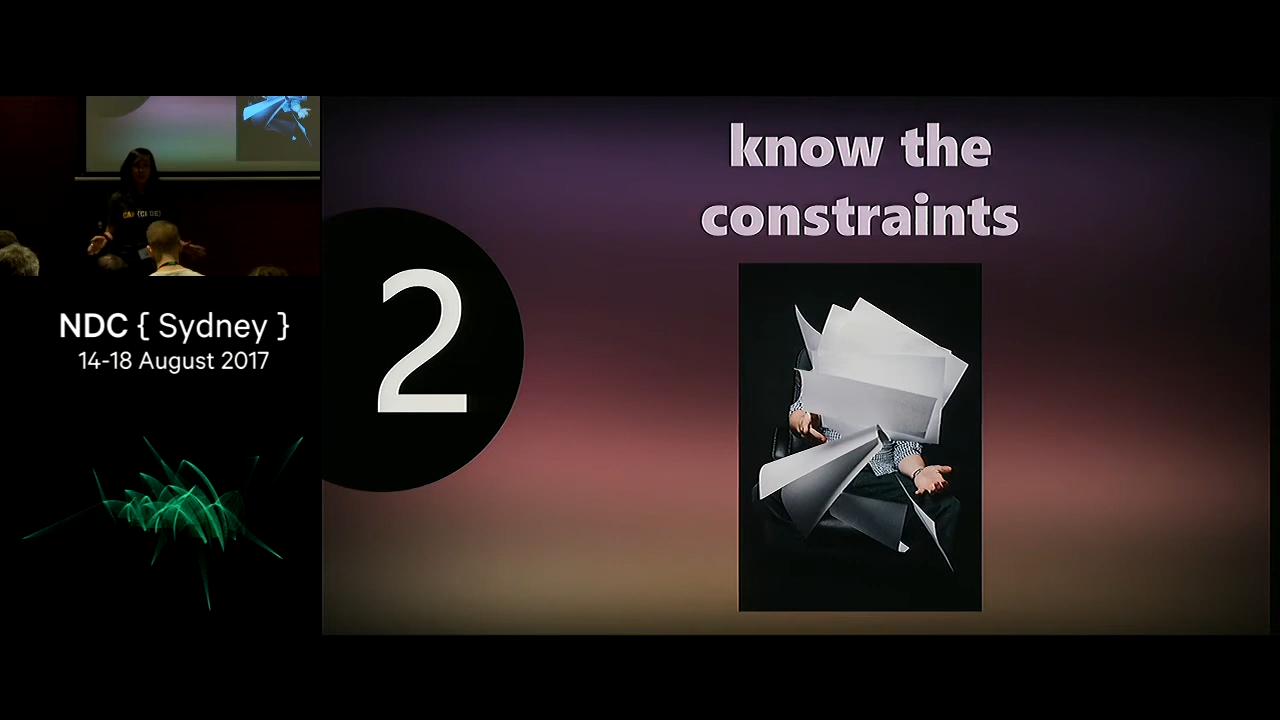 NDC { Sydney }
14-18 August 2017
2
know the
constraints